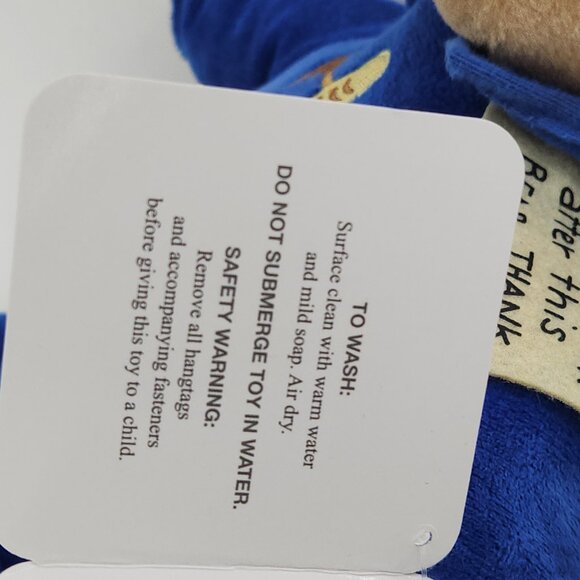 TO WASH:
Surface clean with warm water
and mild soap. Air dry.
DO NOT SUBMERGE TOY IN WATER.
SAFETY WARNING:
Remove all hangtags
and accompanying fasteners
before giving this toy to a child.
after this
THANK